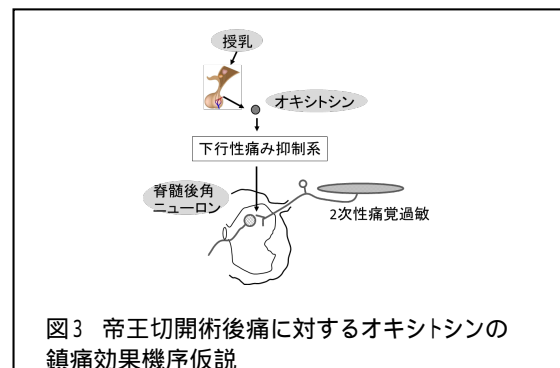 授乳
オキシトシン
下行性痛み抑制系
脊髄後角
ニューロン
2次性痛覚過敏
図3 帝王切開術後痛に対するオキシトシンの
鎮痛効果機序仮説